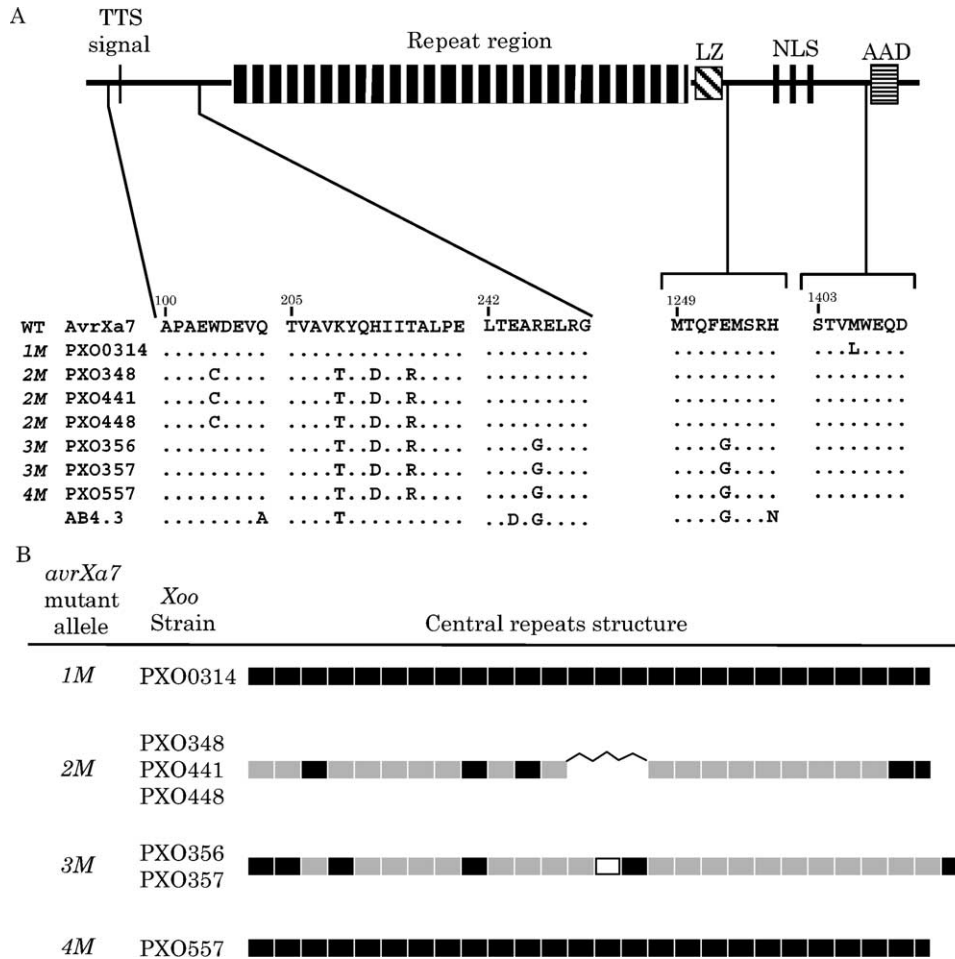 A
TTS
signal
Repeat region
LZ
NLS
AAD
100 205 242 1249 1403
WT AvrXa7 APAEWDEVQ TVAVKYQHIITALPE LTEARELRG MTQFEMSRH STVMWEQD
1M PXO0314 ......... ............... ......... ......... ...L....
2M PXO348 ....C.... ....T..D..R.... ......... ......... ........
2M PXO441 ....C.... ....T..D..R.... ......... ......... ........
2M PXO448 ....C.... ....T..D..R.... ......... ......... ........
3M PXO356 ......... ....T..D..R.... ....G.... ....G.... ........
3M PXO357 ......... ....T..D..R.... ....G.... ....G.... ........
4M PXO557 ......... ....T..D..R.... ....G.... ....G.... ........
AB4.3 ........A ....T.......... ..D.G.... ....G...N
B
avrXa7
mutant
allele
Xoo
Strain
Central repeats structure
1M PXO0314
2M
PXO348
PXO441
PXO448
3M
PXO356
PXO357
4M PXO557